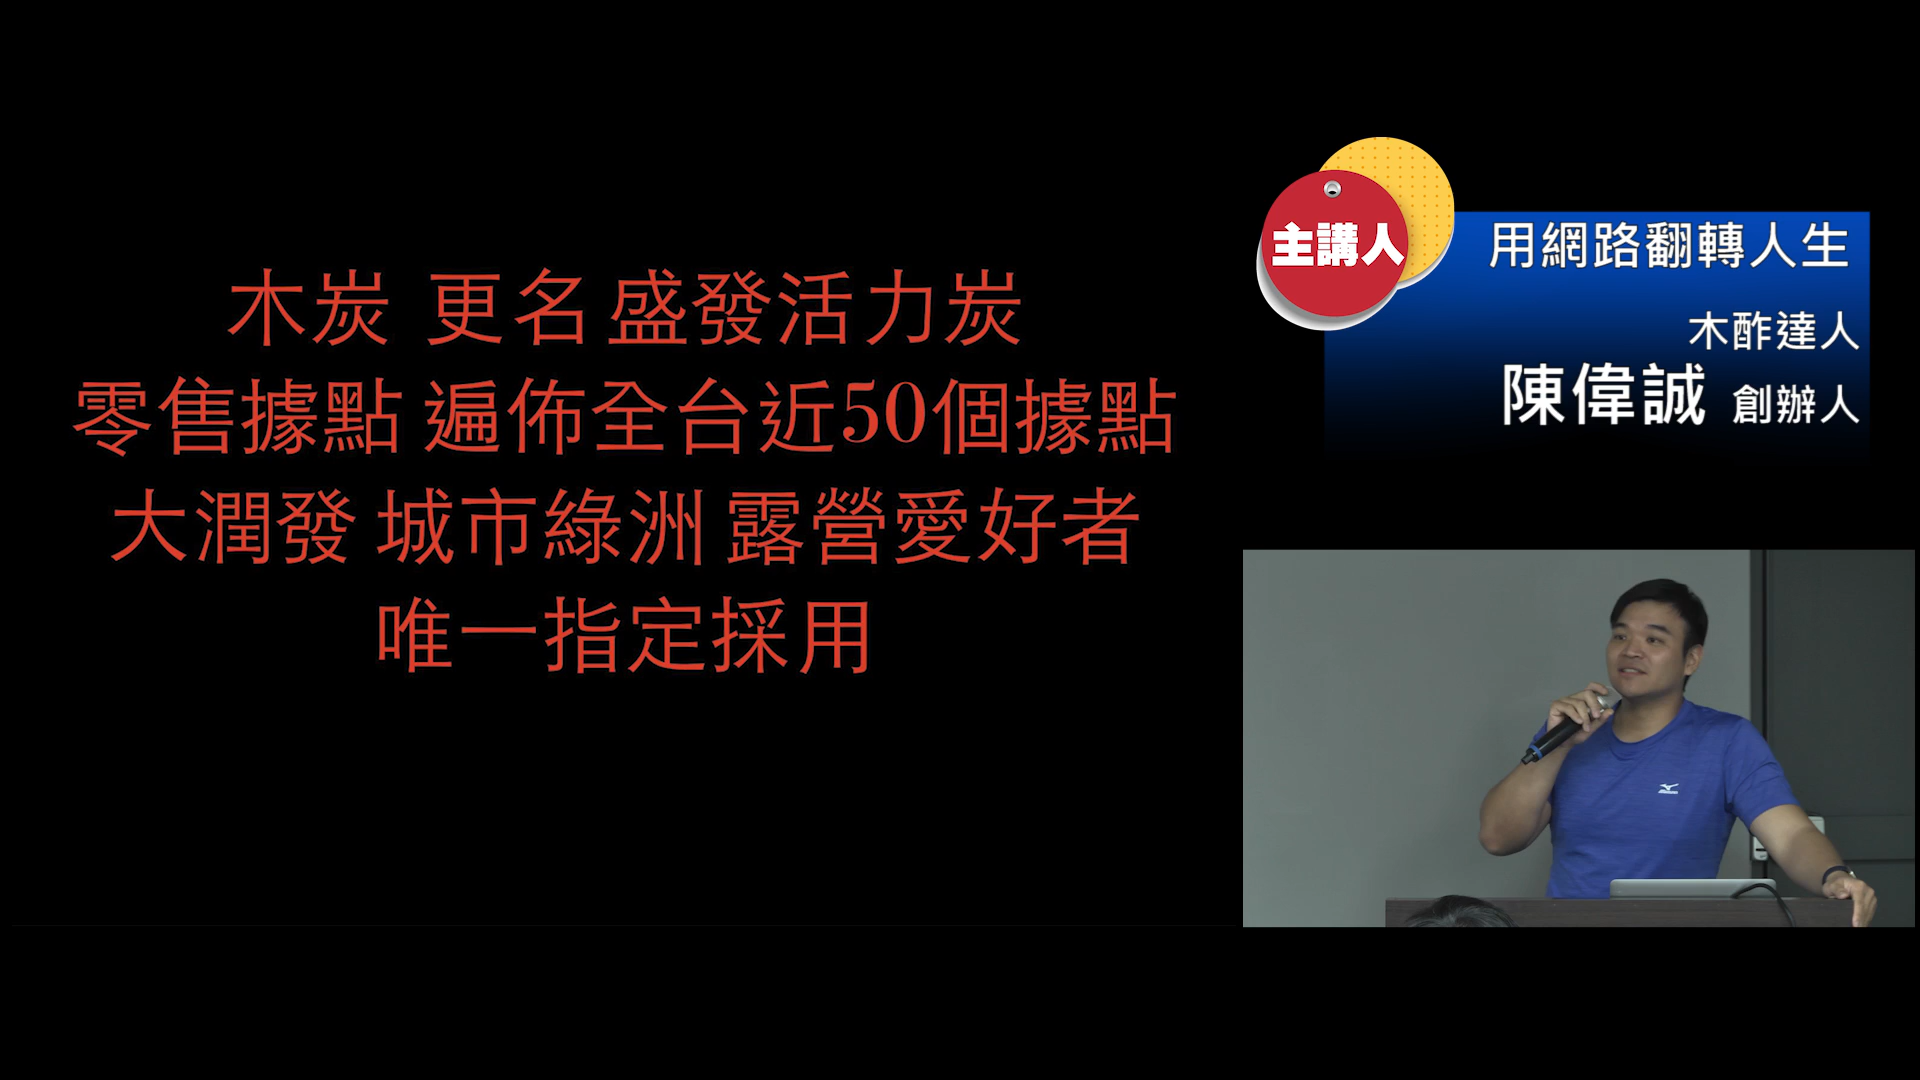 木炭 更名 盛發活力炭
零售據點 遍佈全台近50個據點
大潤發 城市綠洲 露營愛好者
唯一指定採用
主講人
用網路翻轉人生
木酢達人
陳偉誠 創辦人